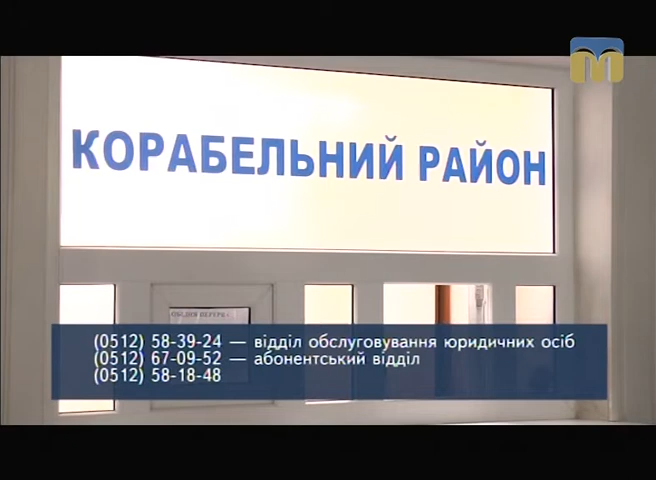 КОРАБЕЛЬНИЙ РАЙОН
(0512) 58-39-24 — відділ обслуговування юридичних осіб
(0512) 67-09-52 — абонентський відділ
(0512) 58-18-48